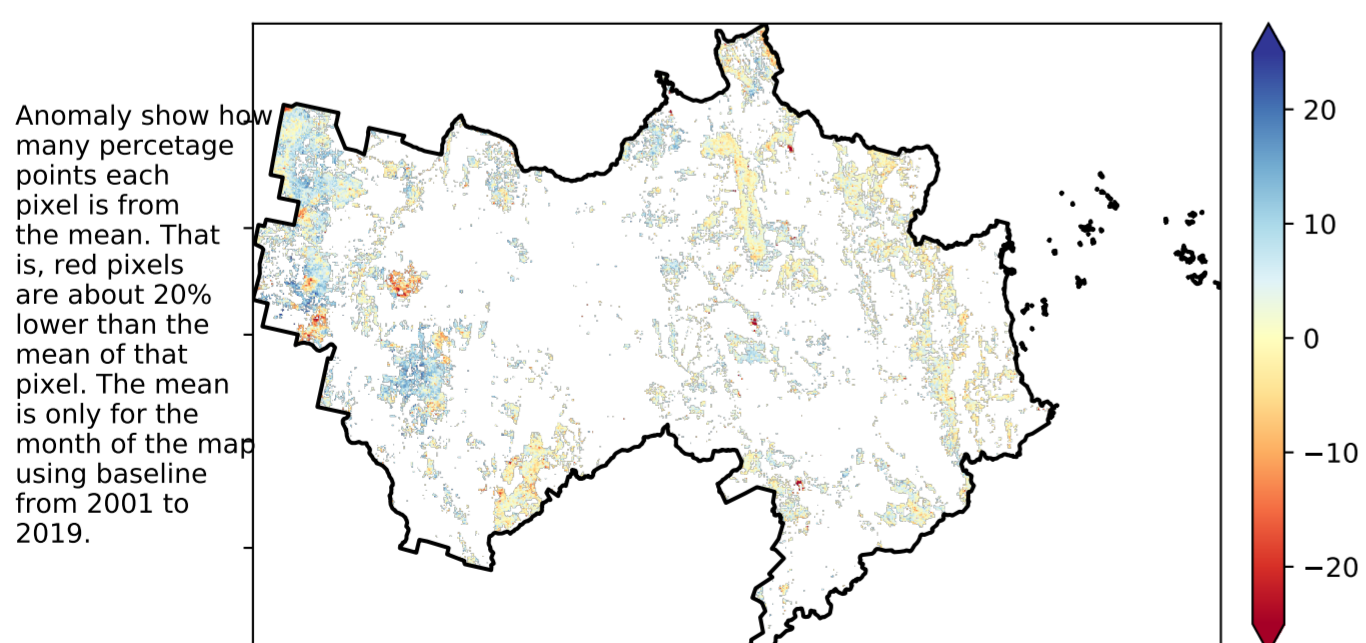 Anomaly show how
many percetage
points each
pixel is from
the mean. That
is, red pixels
are about 20%
lower than the
mean of that
pixel. The mean
is only for the
month of the map
using baseline
from 2001 to
2019.
20
10
0
−10
−20